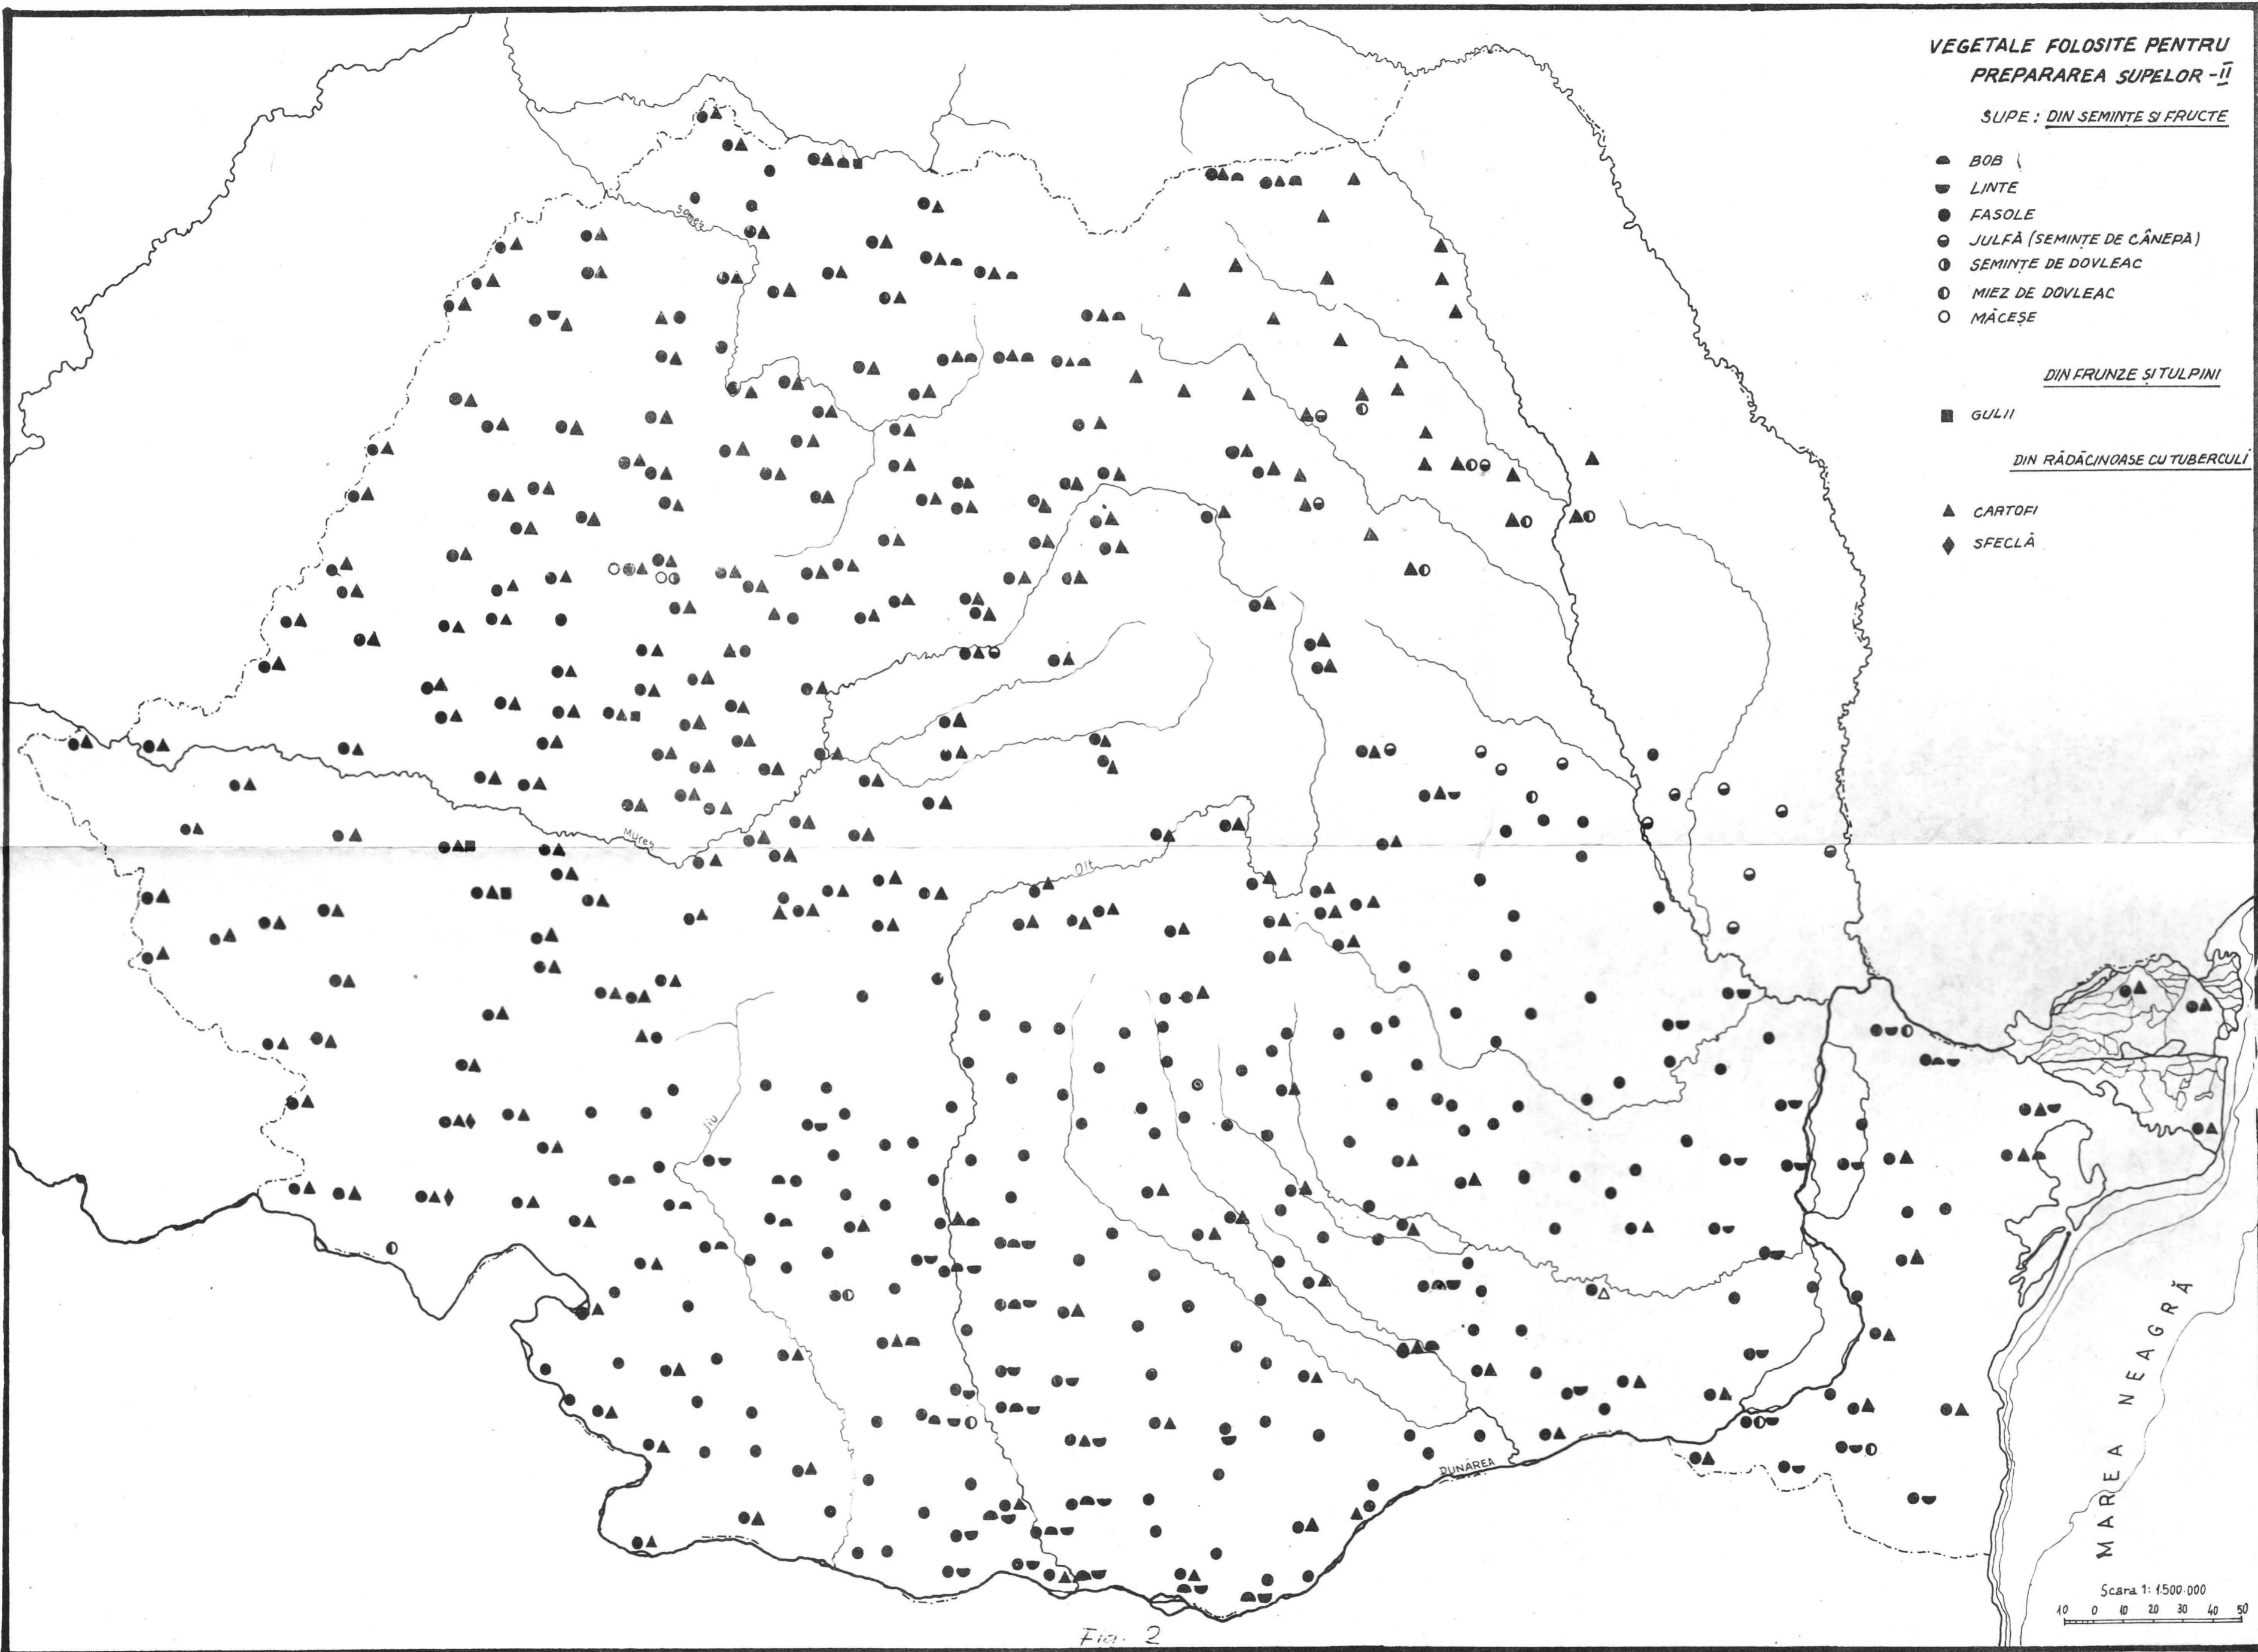 VEGETALE FOLOSITE PENTRU
PREPARAREA SUPELOR - II
SUPE : DIN SEMINȚE ȘI FRUCTE
BOB
LINTE
FASOLE
JULFĂ (SEMINȚE DE CÂNEPĂ)
SEMINȚE DE DOVLEAC
MIEZ DE DOVLEAC
MĂCEȘE
DIN FRUNZE ȘI TULPINI
GULII
DIN RĂDĂCINOASE CU TUBERCULI
CARTOFI
SFECLĂ
Someș
Mureș
Olt
Jiu
DUNĂREA
MAREA NEAGRĂ
Scara 1: 1.500.000
10 0 10 20 30 40 50
Fig. 2